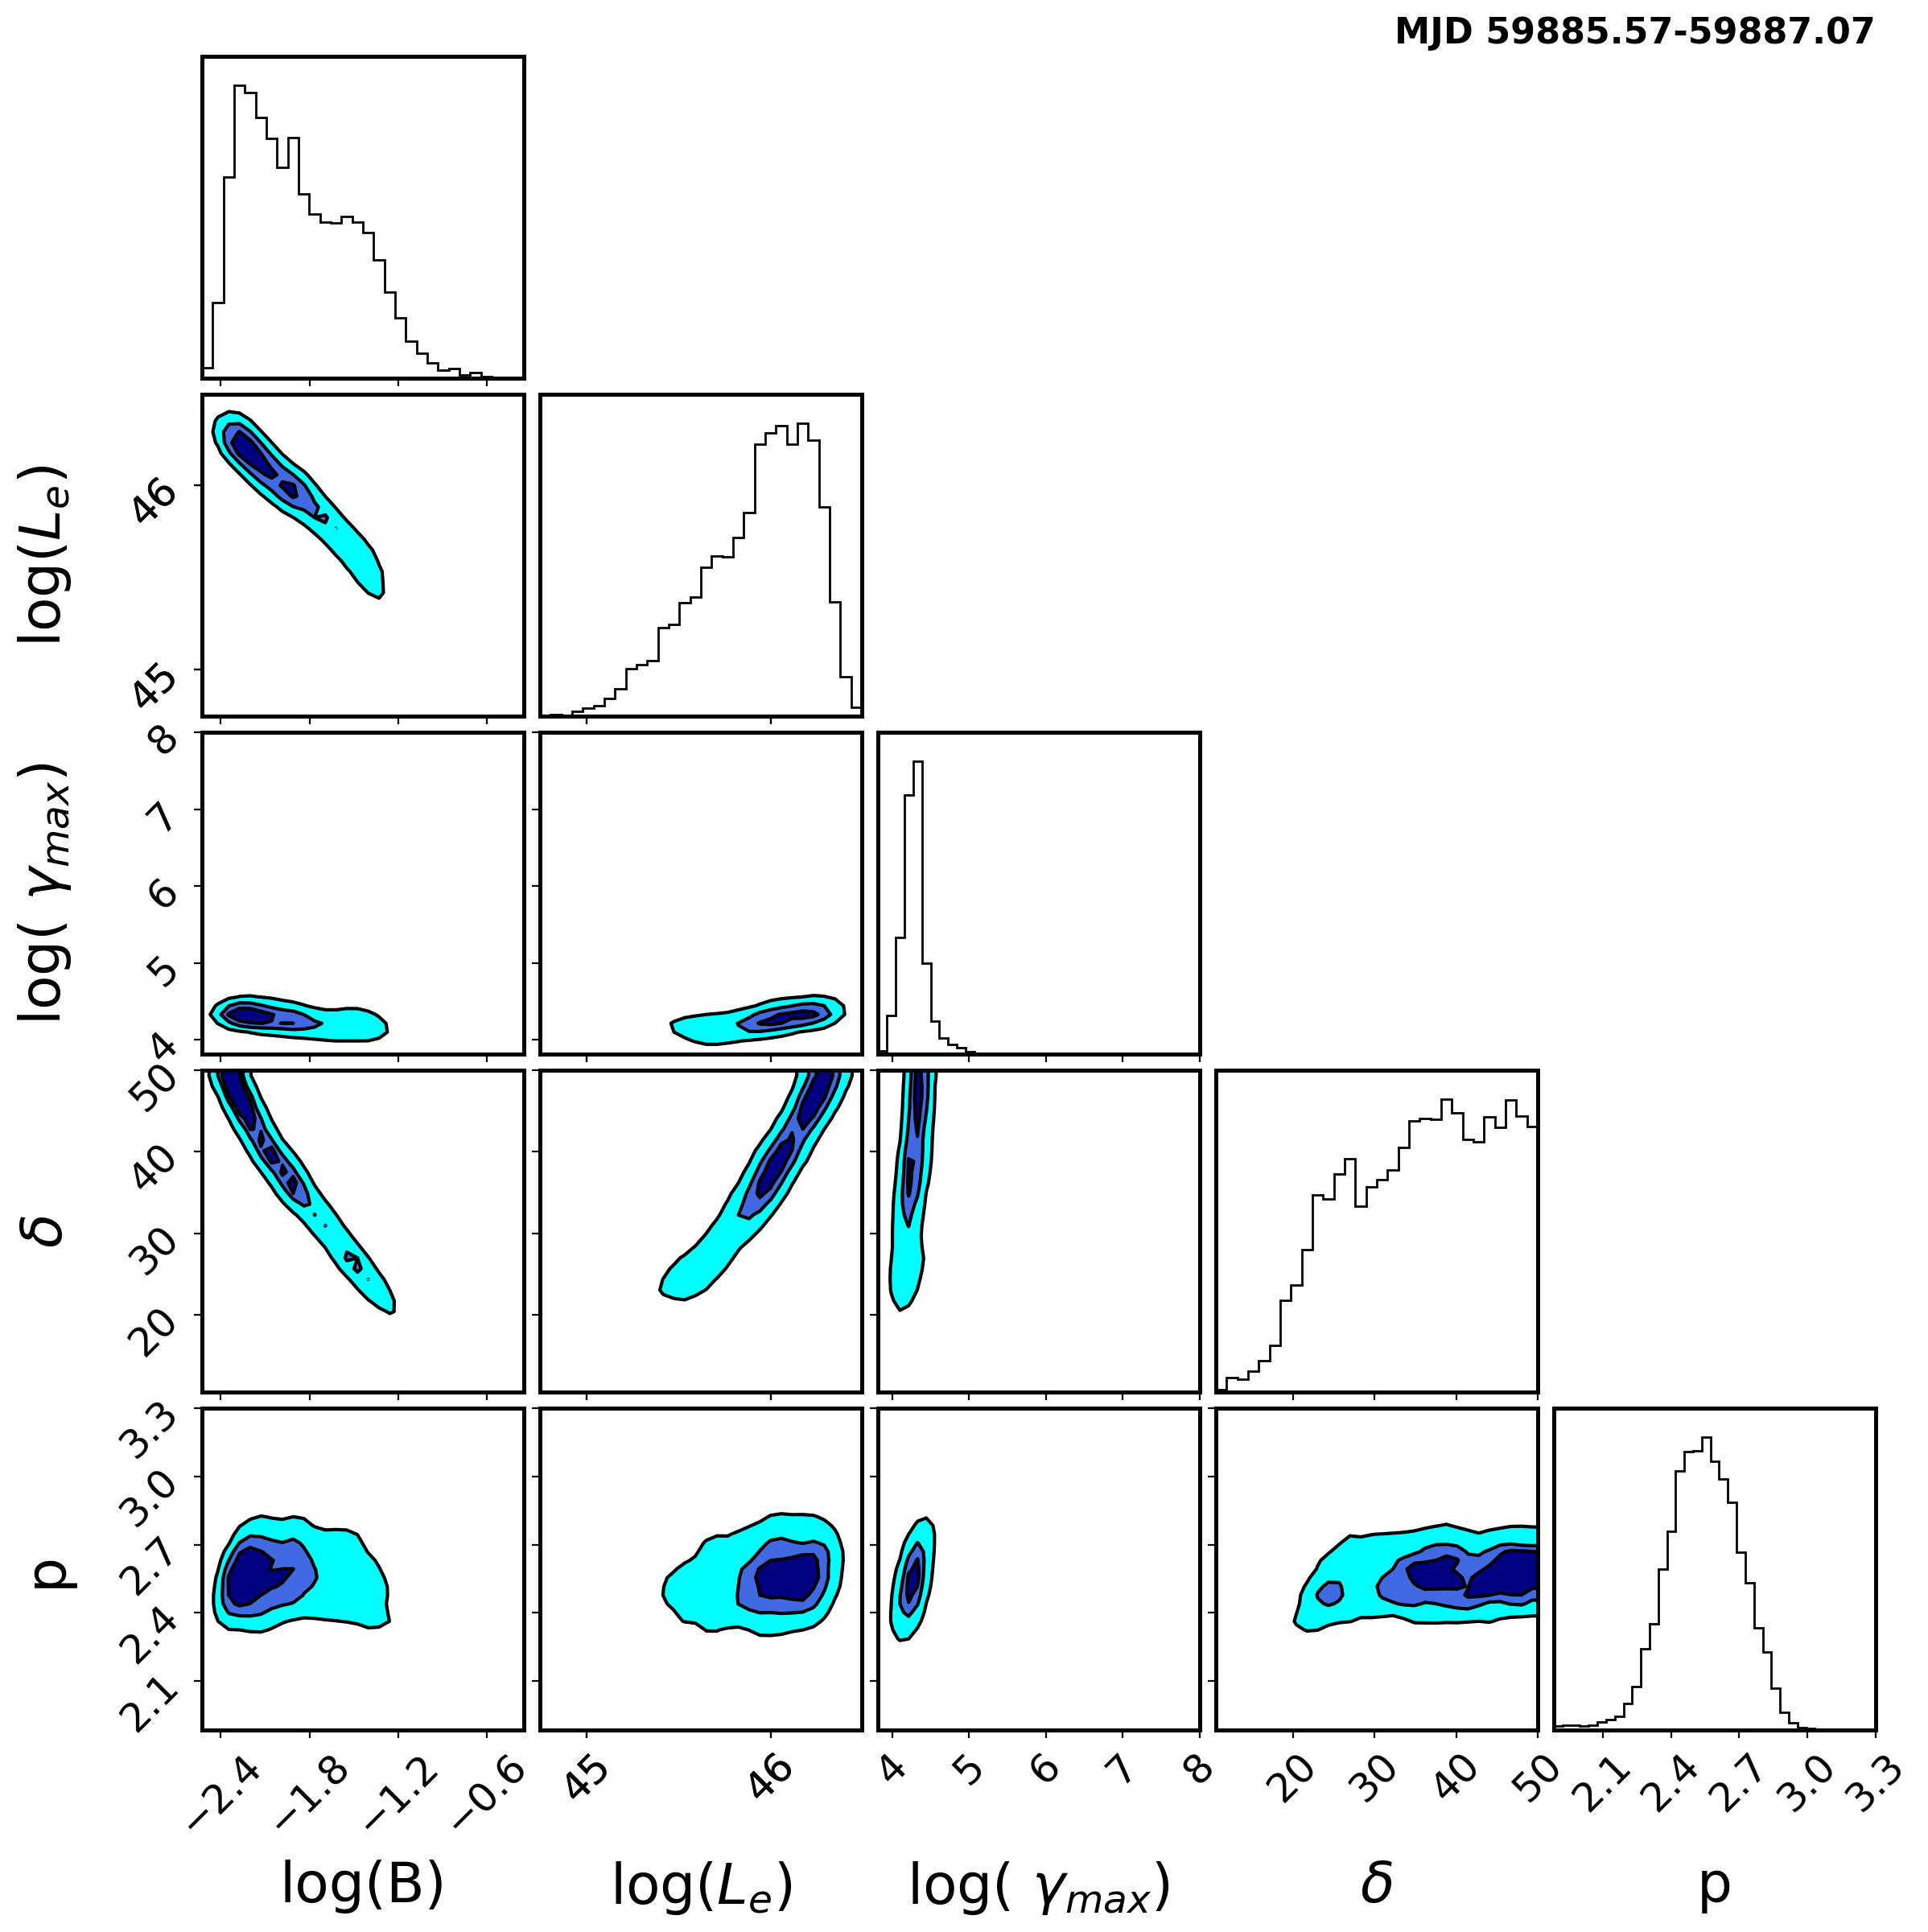 MJD 59885.57-59887.07
log(Lₑ)
46
45
log( γₘₐₓ)
8
7
6
5
4
δ
50
40
30
20
p
3.3
3.0
2.7
2.4
2.1
−2.4 −1.8 −1.2 −0.6 45 46 4 5 6 7 8 20 30 40 50 2.1 2.4 2.7 3.0 3.3
log(B) log(Lₑ) log( γₘₐₓ) δ p